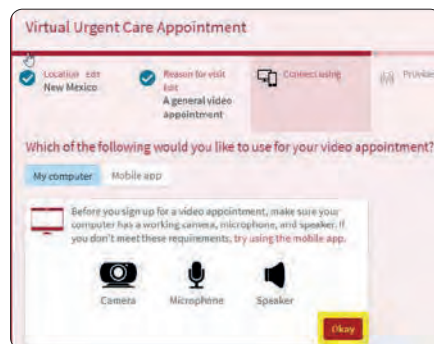 Virtual Urgent Care Appointment
Location Edit
New Mexico
Reason for visit
Edit
A general video
appointment
Connect using
Which of the following would you like to use for your video appointment?
My computer
Mobile app
Before you sign up for a video appointment, make sure your
computer has a working camera, microphone, and speaker. If
you don't meet these requirements, try using the mobile app.
Camera
Microphone
Speaker
Okay